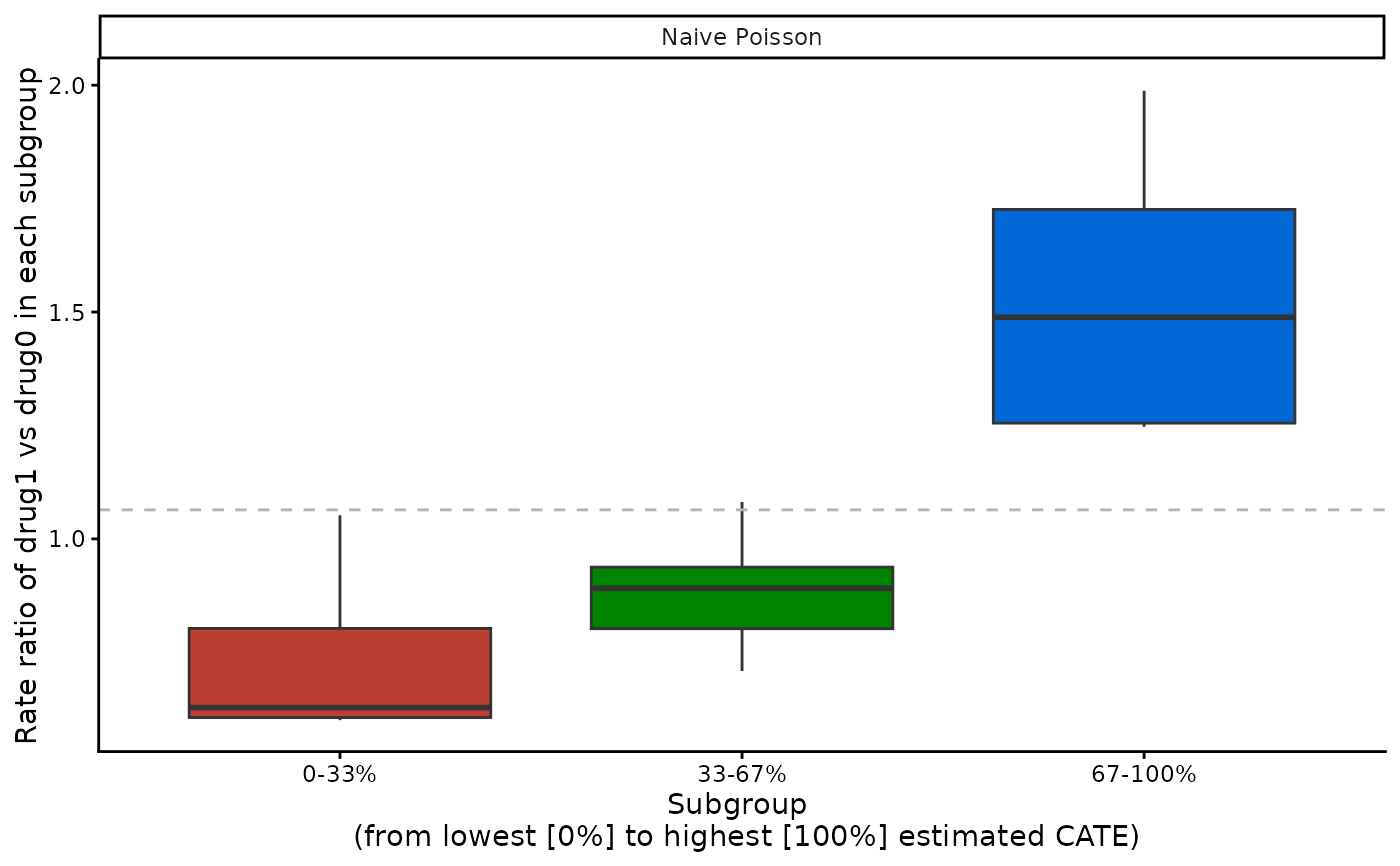 Naive Poisson
Rate ratio of drug1 vs drug0 in each subgroup
2.0
1.5
1.0
0-33%
33-67%
67-100%
Subgroup
(from lowest [0%] to highest [100%] estimated CATE)